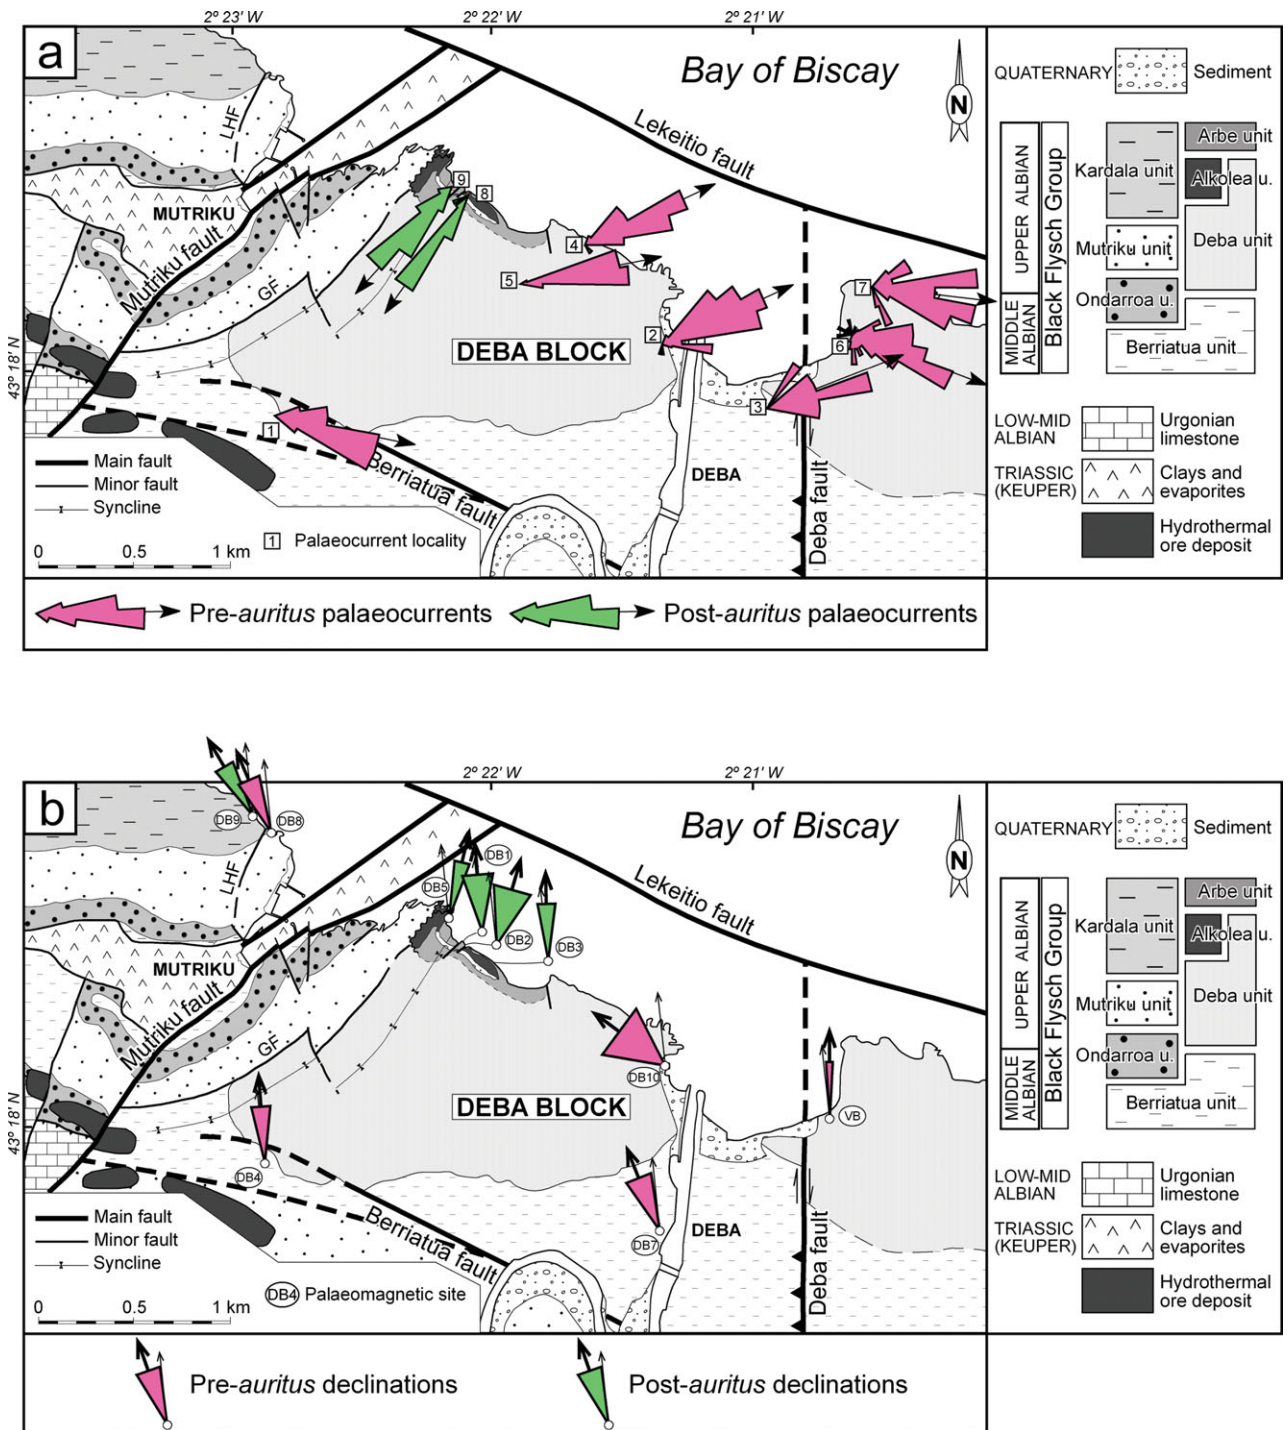 2° 23' W
2° 22' W
2° 21' W
a
Bay of Biscay
N
Lekeitio fault
LHF
MUTRIKU
Mutriku fault
GF
9
8
4
5
7
2
6
3
1
43° 18' N
DEBA BLOCK
DEBA
Berriatua fault
Deba fault
Main fault
Minor fault
Syncline
0 0.5 1 km
1 Palaeocurrent locality
Pre-auritus palaeocurrents
Post-auritus palaeocurrents
QUATERNARY
Sediment
UPPER ALBIAN
MIDDLE ALBIAN
Black Flysch Group
Arbe unit
Kardala unit
Alkolea u.
Mutriku unit
Deba unit
Ondarroa u.
Berriatua unit
LOW-MID ALBIAN
Urgonian limestone
TRIASSIC (KEUPER)
Clays and evaporites
Hydrothermal ore deposit
2° 22' W
2° 21' W
b
Bay of Biscay
N
Lekeitio fault
DB9
DB8
LHF
DB1
DB5
DB2
DB3
MUTRIKU
Mutriku fault
GF
DB10
VB
43° 18' N
DEBA BLOCK
DB4
DB7
DEBA
Berriatua fault
Deba fault
Main fault
Minor fault
Syncline
0 0.5 1 km
DB4 Palaeomagnetic site
Pre-auritus declinations
Post-auritus declinations
QUATERNARY
Sediment
UPPER ALBIAN
MIDDLE ALBIAN
Black Flysch Group
Arbe unit
Kardala unit
Alkolea u.
Mutriku unit
Deba unit
Ondarroa u.
Berriatua unit
LOW-MID ALBIAN
Urgonian limestone
TRIASSIC (KEUPER)
Clays and evaporites
Hydrothermal ore deposit